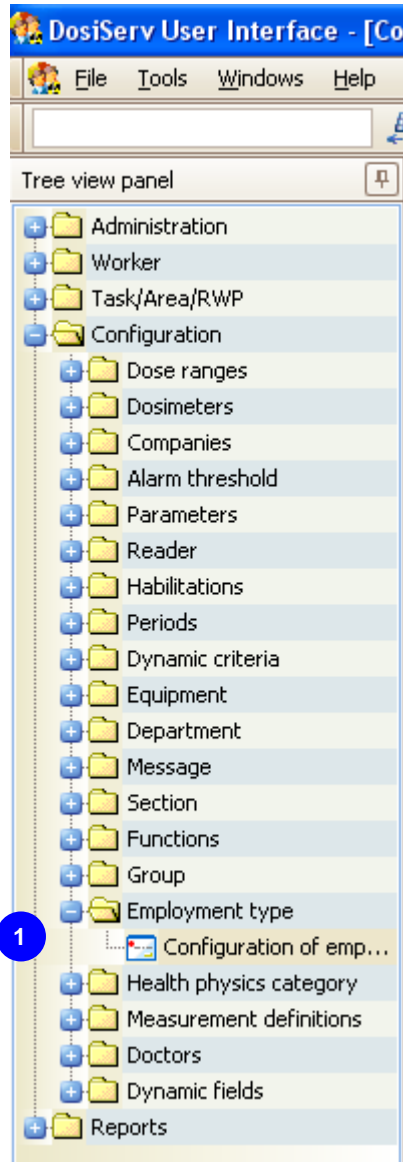 DosiServ User Interface - [Co
File Tools Windows Help
Tree view panel
Administration
Worker
Task/Area/RWP
Configuration
Dose ranges
Dosimeters
Companies
Alarm threshold
Parameters
Reader
Habilitations
Periods
Dynamic criteria
Equipment
Department
Message
Section
Functions
Group
Employment type
1 Configuration of emp...
Health physics category
Measurement definitions
Doctors
Dynamic fields
Reports